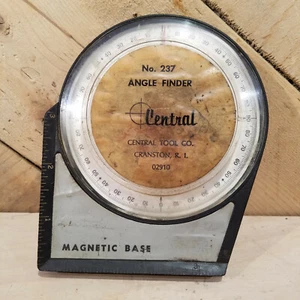 No. 237
ANGLE FINDER
Central
CENTRAL TOOL CO.
CRANSTON, R. I.
02910
MAGNETIC BASE